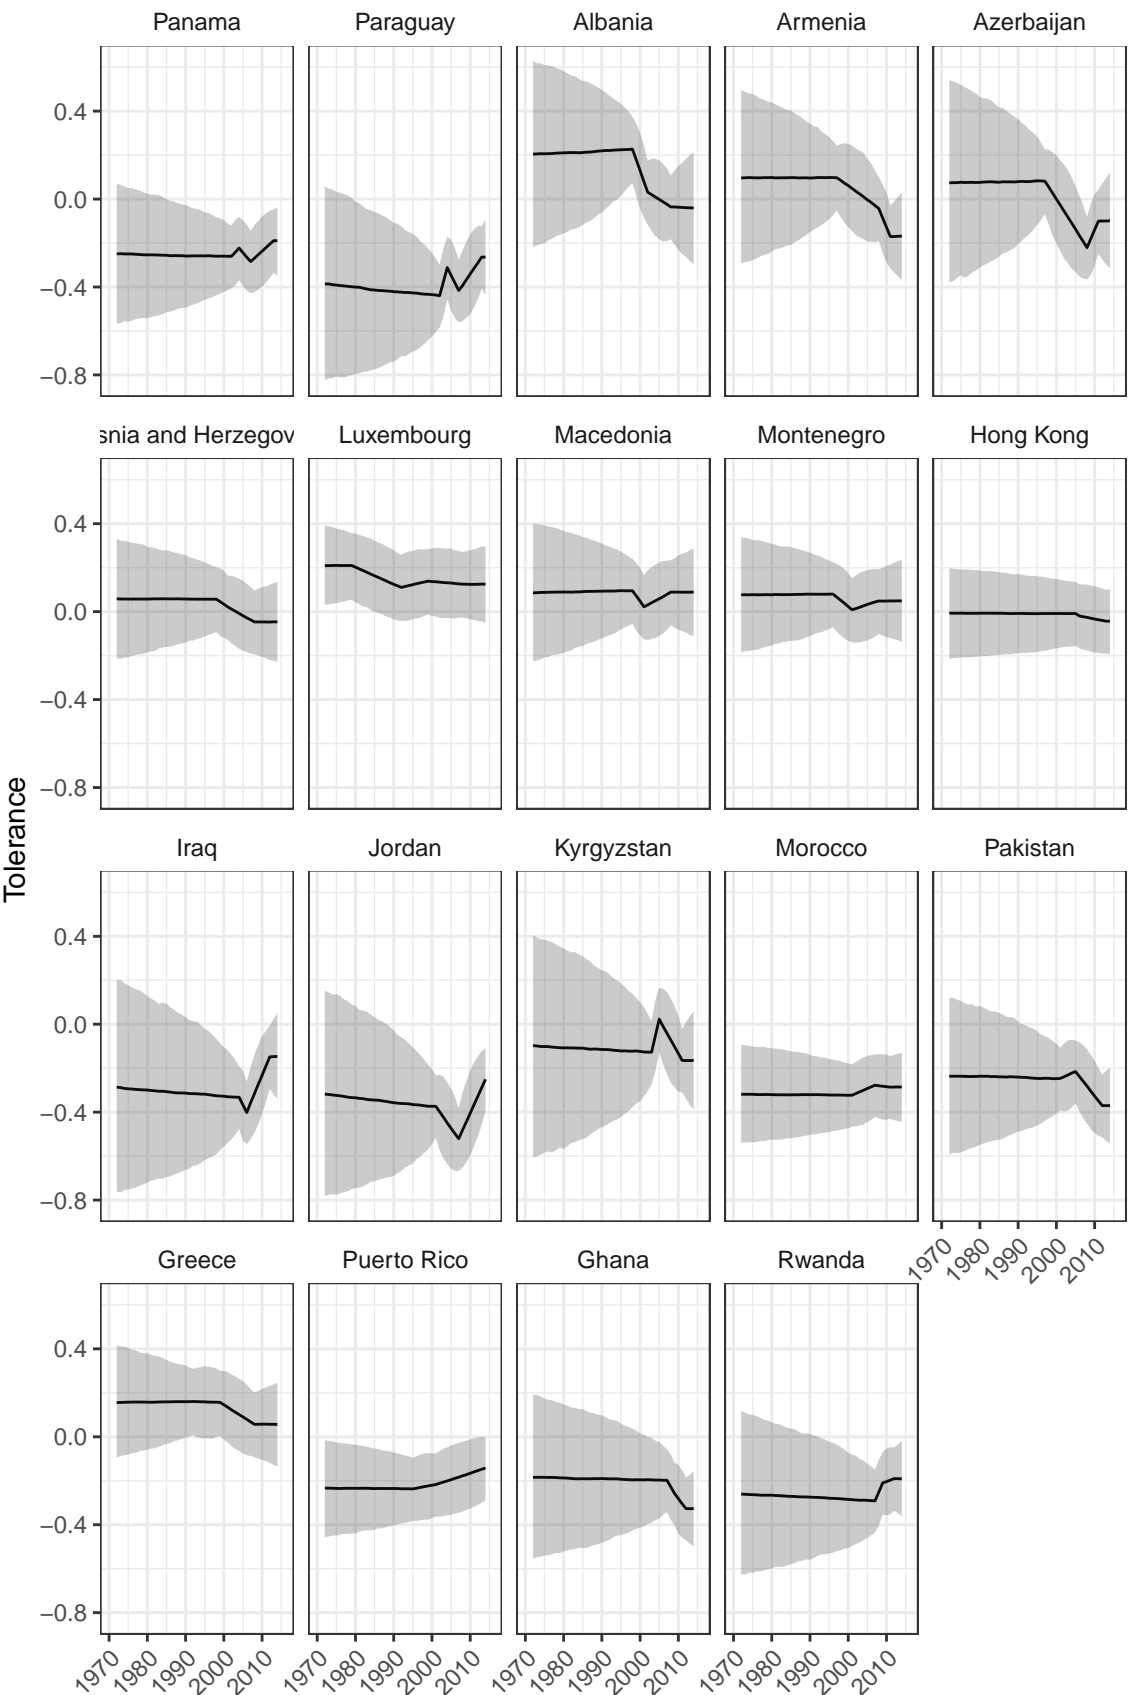 Panama Paraguay Albania Armenia Azerbaijan
0.4
0.0
−0.4
−0.8
snia and Herzegov Luxembourg Macedonia Montenegro Hong Kong
0.4
0.0
−0.4
−0.8
Tolerance
Iraq Jordan Kyrgyzstan Morocco Pakistan
0.4
0.0
−0.4
−0.8
1970 1980 1990 2000 2010
Greece Puerto Rico Ghana Rwanda
0.4
0.0
−0.4
−0.8
1970 1980 1990 2000 2010 1970 1980 1990 2000 2010 1970 1980 1990 2000 2010 1970 1980 1990 2000 2010